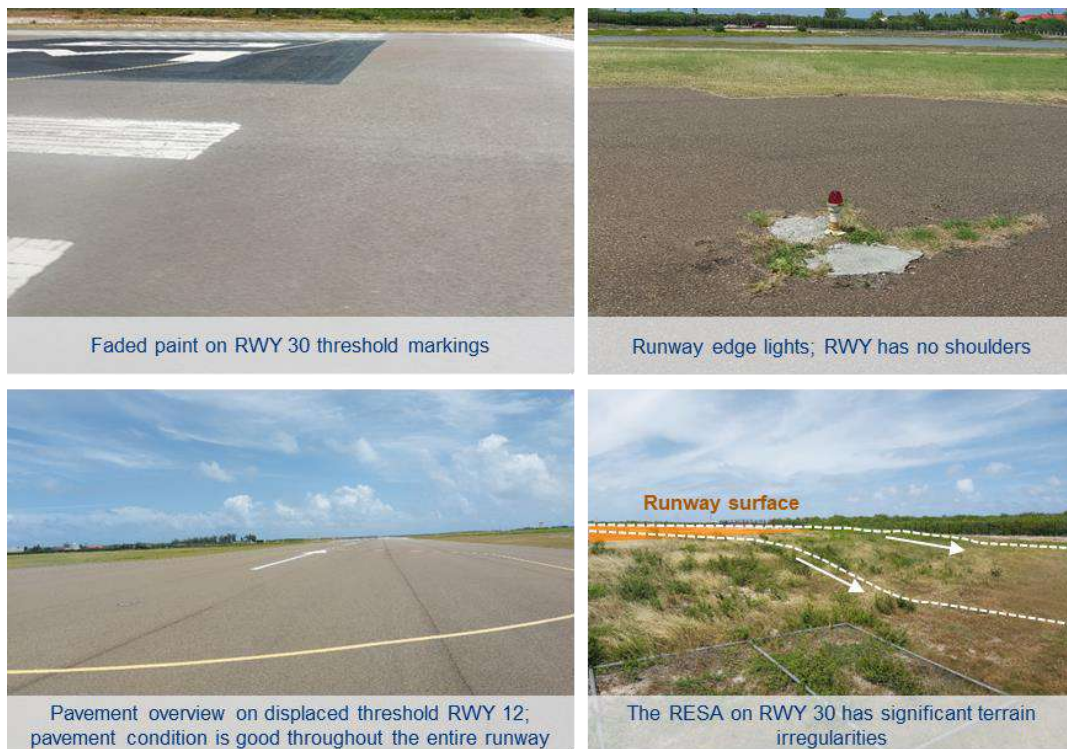 Faded paint on RWY 30 threshold markings
Runway edge lights; RWY has no shoulders
Pavement overview on displaced threshold RWY 12;
pavement condition is good throughout the entire runway
Runway surface
The RESA on RWY 30 has significant terrain
irregularities